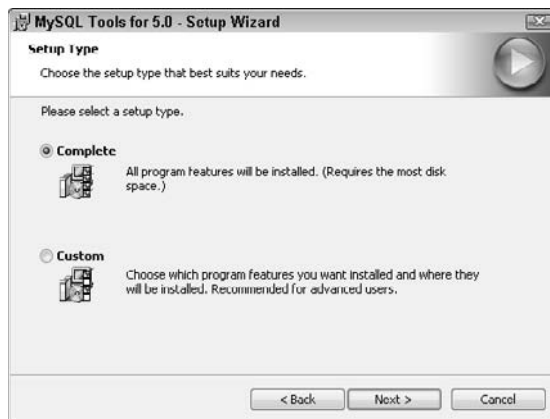 MySQL Tools for 5.0 - Setup Wizard
Setup Type
Choose the setup type that best suits your needs.
Please select a setup type.
Complete
All program features will be installed. (Requires the most disk
space.)
Custom
Choose which program features you want installed and where they
will be installed. Recommended for advanced users.
< Back
Next >
Cancel